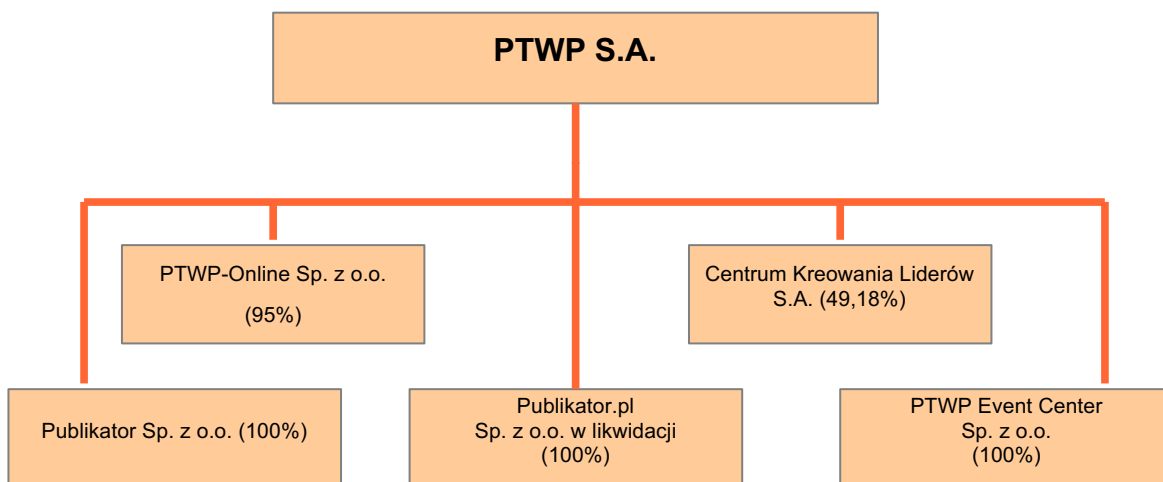 PTWP S.A.
PTWP-Online Sp. z o.o.
(95%)
Centrum Kreowania Liderów
S.A. (49,18%)
Publikator Sp. z o.o. (100%)
Publikator.pl
Sp. z o.o. w likwidacji
(100%)
PTWP Event Center
Sp. z o.o.
(100%)